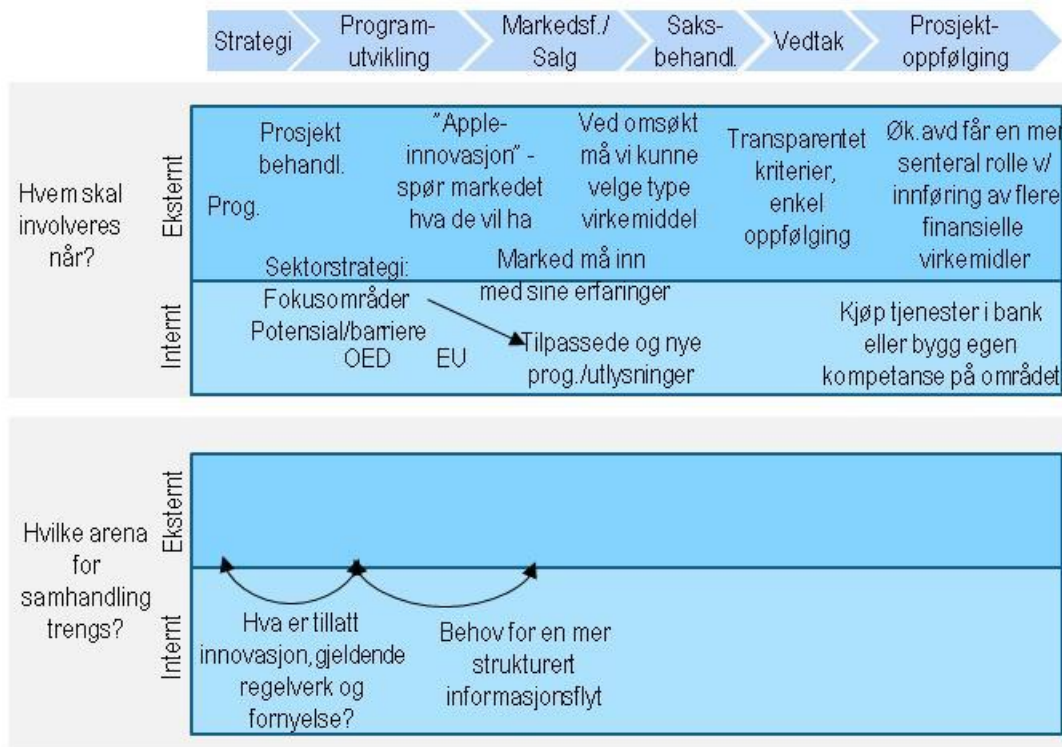 Strategi
Program-
utvikling
Markedsf./
Salg
Saks-
behandl.
Vedtak
Prosjekt-
oppfølging
Hvem skal
involveres
når?
Eksternt
Prosjekt
behandl.
Prog.
"Apple-
innovasjon" -
spør markedet
hva de vil ha
Ved omsøkt
må vi kunne
velge type
virkemiddel
Transparentet
kriterier,
enkel
oppfølging
Øk.avd får en mer
senteral rolle v/
innføring av flere
finansielle
virkemidler
Sektorstrategi:
Fokusområder
Potensial/barriere
OED EU
Marked må inn
med sine erfaringer
Internt
Tilpassede og nye
prog./utlysninger
Kjøp tjenester i bank
eller bygg egen
kompetanse på området
Hvilke arena
for
samhandling
trengs?
Eksternt
Internt
Hva er tillatt
innovasjon, gjeldende
regelverk og
fornyelse?
Behov for en mer
strukturert
informasjonsflyt